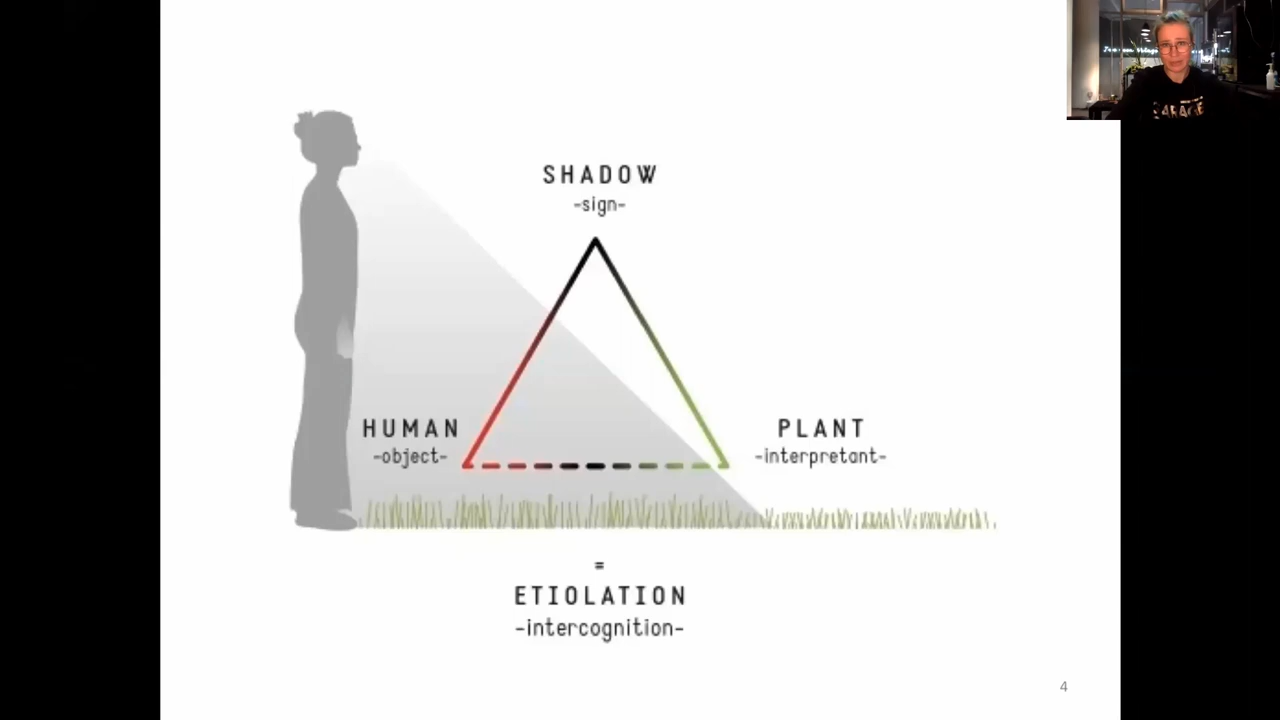 SHADOW
-sign-
HUMAN
-object-
PLANT
-interpretant-
=
ETIOLATION
-intercognition-
4